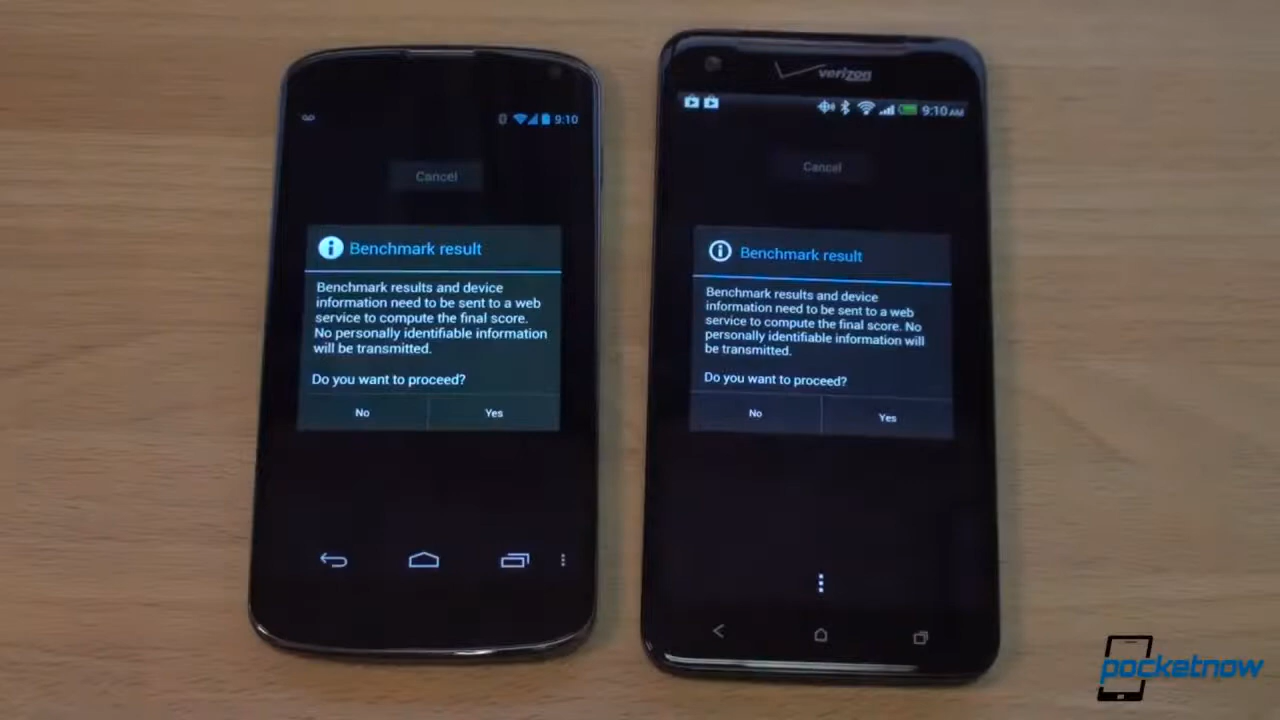 9:10
Cancel
Benchmark result
Benchmark results and device
information need to be sent to a web
service to compute the final score.
No personally identifiable information
will be transmitted.
Do you want to proceed?
No Yes
verizon
9:10 AM
Cancel
Benchmark result
Benchmark results and device
information need to be sent to a web
service to compute the final score. No
personally identifiable information will
be transmitted.
Do you want to proceed?
No Yes
pocketnow